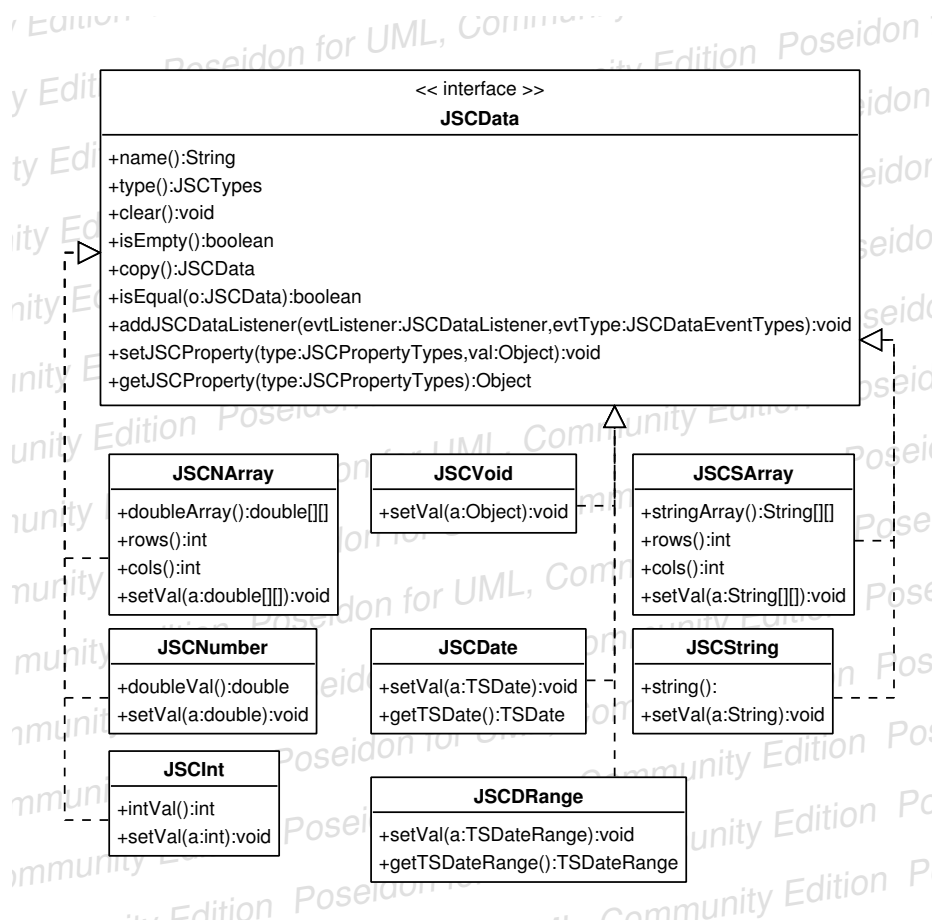 << interface >>
JSCData
+name():String
+type():JSCTypes
+clear():void
+isEmpty():boolean
+copy():JSCData
+isEqual(o:JSCData):boolean
+addJSCDataListener(evtListener:JSCDataListener,evtType:JSCDataEventTypes):void
+setJSCProperty(type:JSCPropertyTypes,val:Object):void
+getJSCProperty(type:JSCPropertyTypes):Object
JSCNArray
+doubleArray():double[][]
+rows():int
+cols():int
+setVal(a:double[][]):void
JSCVoid
+setVal(a:Object):void
JSCSArray
+stringArray():String[][]
+rows():int
+cols():int
+setVal(a:String[][]):void
JSCNumber
+doubleVal():double
+setVal(a:double):void
JSCDate
+setVal(a:TSDate):void
+getTSDate():TSDate
JSCString
+string():
+setVal(a:String):void
JSCInt
+intVal():int
+setVal(a:int):void
JSCDRange
+setVal(a:TSDateRange):void
+getTSDateRange():TSDateRange